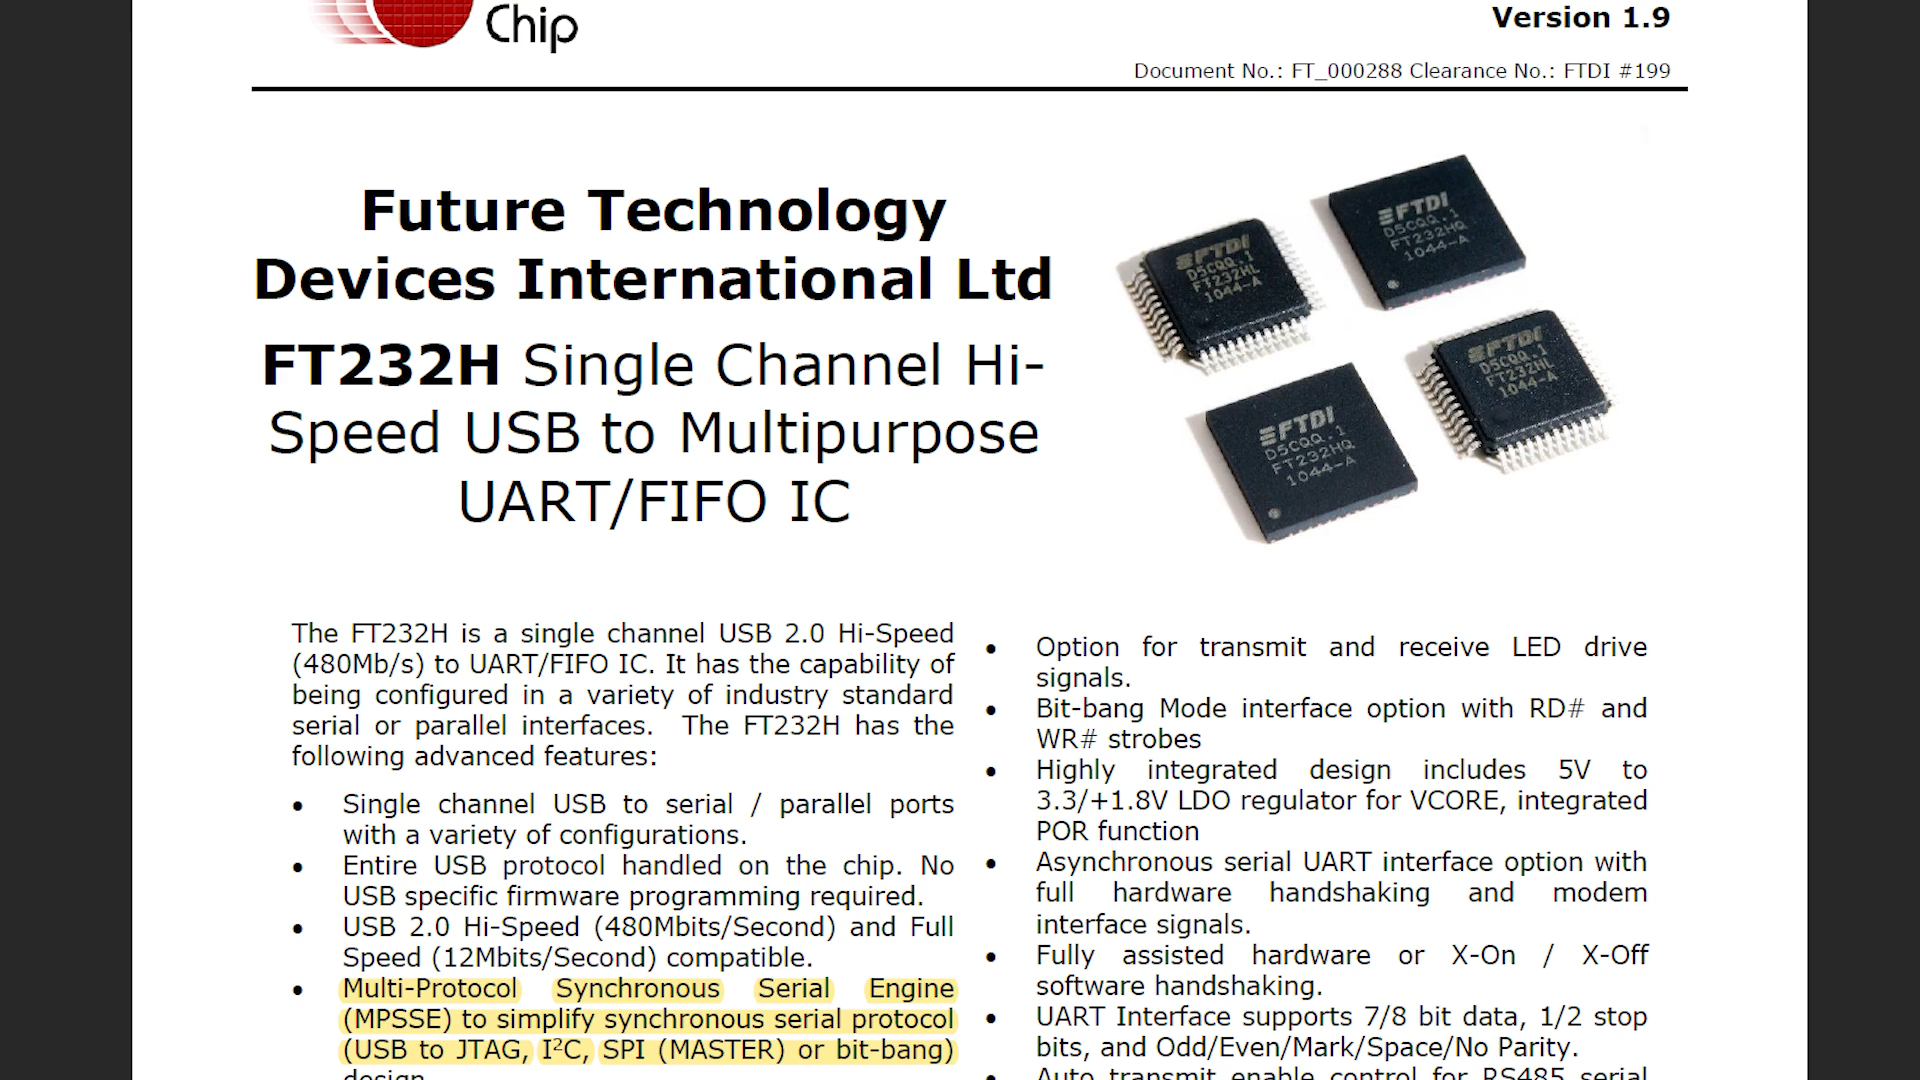 Chip
Version 1.9
Document No.: FT_000288 Clearance No.: FTDI #199
Future Technology
Devices International Ltd
FT232H Single Channel Hi-
Speed USB to Multipurpose
UART/FIFO IC
FTDI
D5CQQ.1
FT232HL
1044-A
FTDI
D5CQQ.1
FT232HQ
1044-A
FTDI
D5CQQ.1
FT232HL
1044-A
FTDI
D5CQQ.1
FT232HQ
1044-A
The FT232H is a single channel USB 2.0 Hi-Speed
(480Mb/s) to UART/FIFO IC. It has the capability of
being configured in a variety of industry standard
serial or parallel interfaces. The FT232H has the
following advanced features:
• Single channel USB to serial / parallel ports
with a variety of configurations.
• Entire USB protocol handled on the chip. No
USB specific firmware programming required.
• USB 2.0 Hi-Speed (480Mbits/Second) and Full
Speed (12Mbits/Second) compatible.
• Multi-Protocol Synchronous Serial Engine
(MPSSE) to simplify synchronous serial protocol
(USB to JTAG, I²C, SPI (MASTER) or bit-bang)
design.
• Option for transmit and receive LED drive
signals.
• Bit-bang Mode interface option with RD# and
WR# strobes
• Highly integrated design includes 5V to
3.3/+1.8V LDO regulator for VCORE, integrated
POR function
• Asynchronous serial UART interface option with
full hardware handshaking and modem
interface signals.
• Fully assisted hardware or X-On / X-Off
software handshaking.
• UART Interface supports 7/8 bit data, 1/2 stop
bits, and Odd/Even/Mark/Space/No Parity.
• Auto transmit enable control for RS485 serial